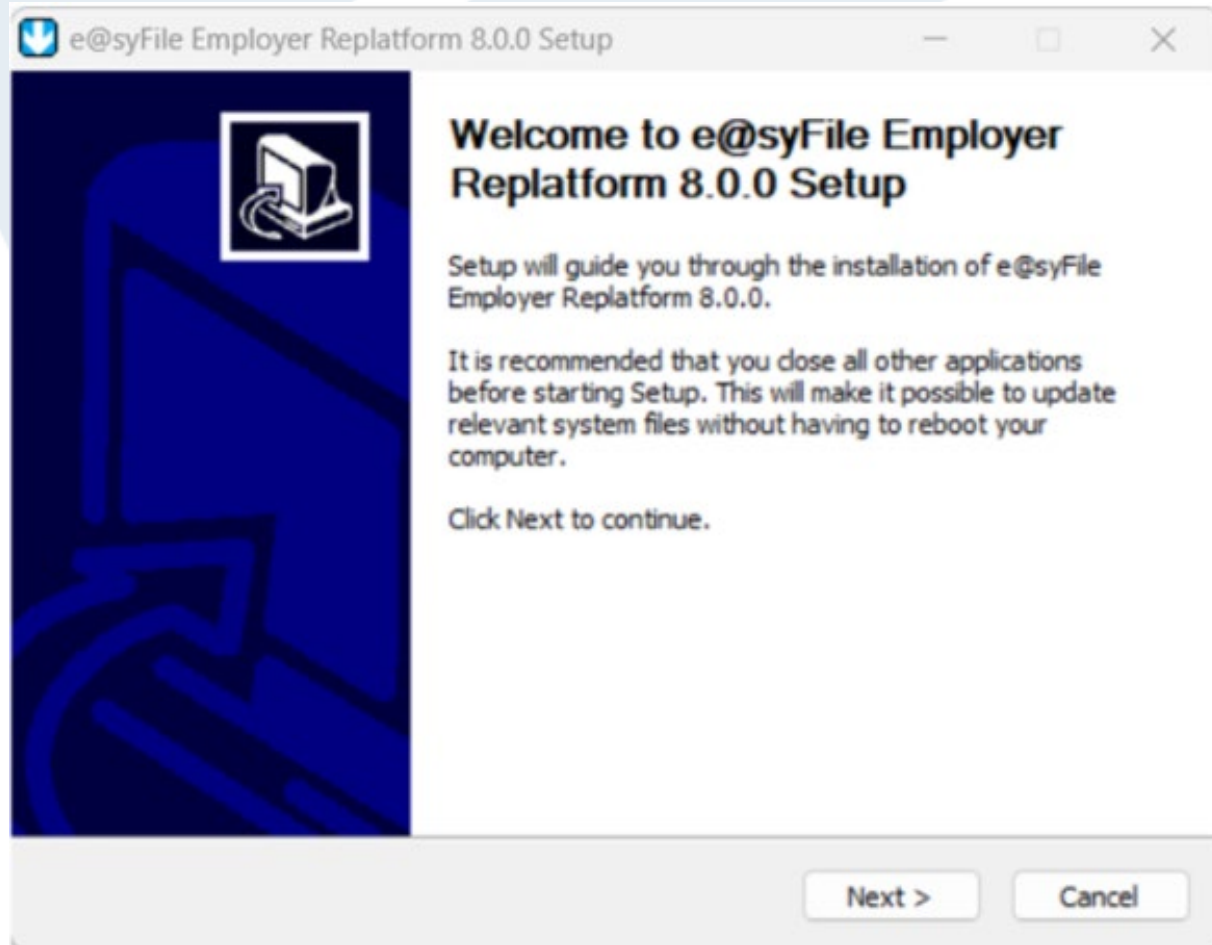 e@syFile Employer Replatform 8.0.0 Setup
Welcome to e@syFile Employer
Replatform 8.0.0 Setup
Setup will guide you through the installation of e@syFile
Employer Replatform 8.0.0.
It is recommended that you close all other applications
before starting Setup. This will make it possible to update
relevant system files without having to reboot your
computer.
Click Next to continue.
Next >
Cancel